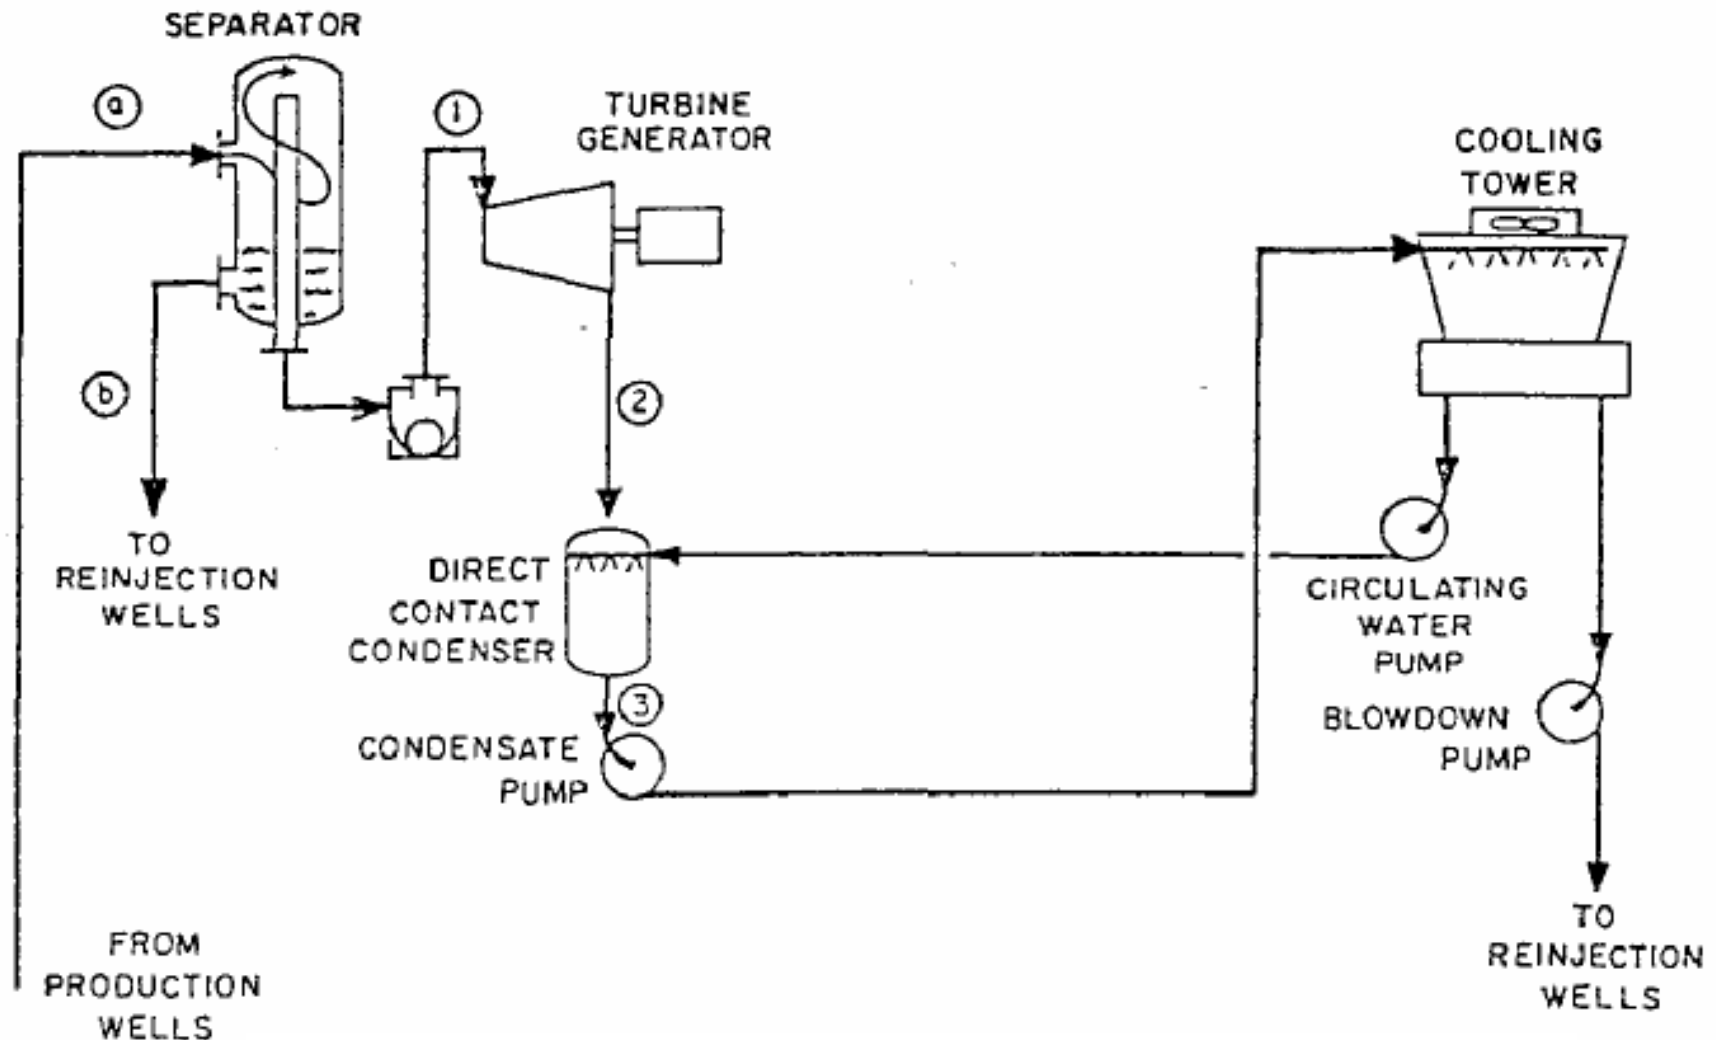 SEPARATOR
a
1
TURBINE
GENERATOR
COOLING
TOWER
b
2
TO
REINJECTION
WELLS
DIRECT
CONTACT
CONDENSER
CIRCULATING
WATER
PUMP
3
CONDENSATE
PUMP
BLOWDOWN
PUMP
FROM
PRODUCTION
WELLS
TO
REINJECTION
WELLS